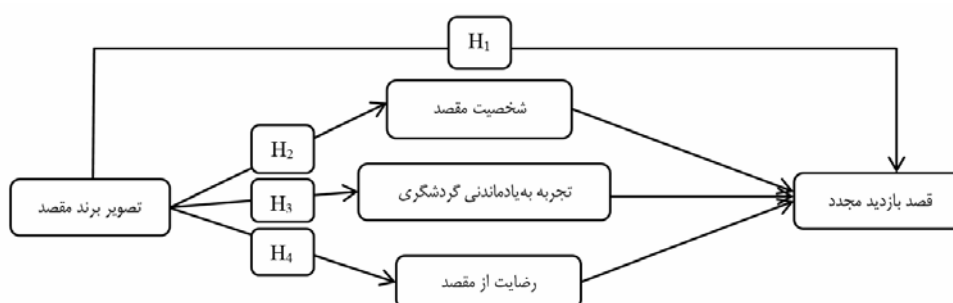 H₁
شخصیت مقصد
H₂
تجربه به‌یادماندنی گردشگری
H₃
تصویر برند مقصد
قصد بازدید مجدد
H₄
رضایت از مقصد